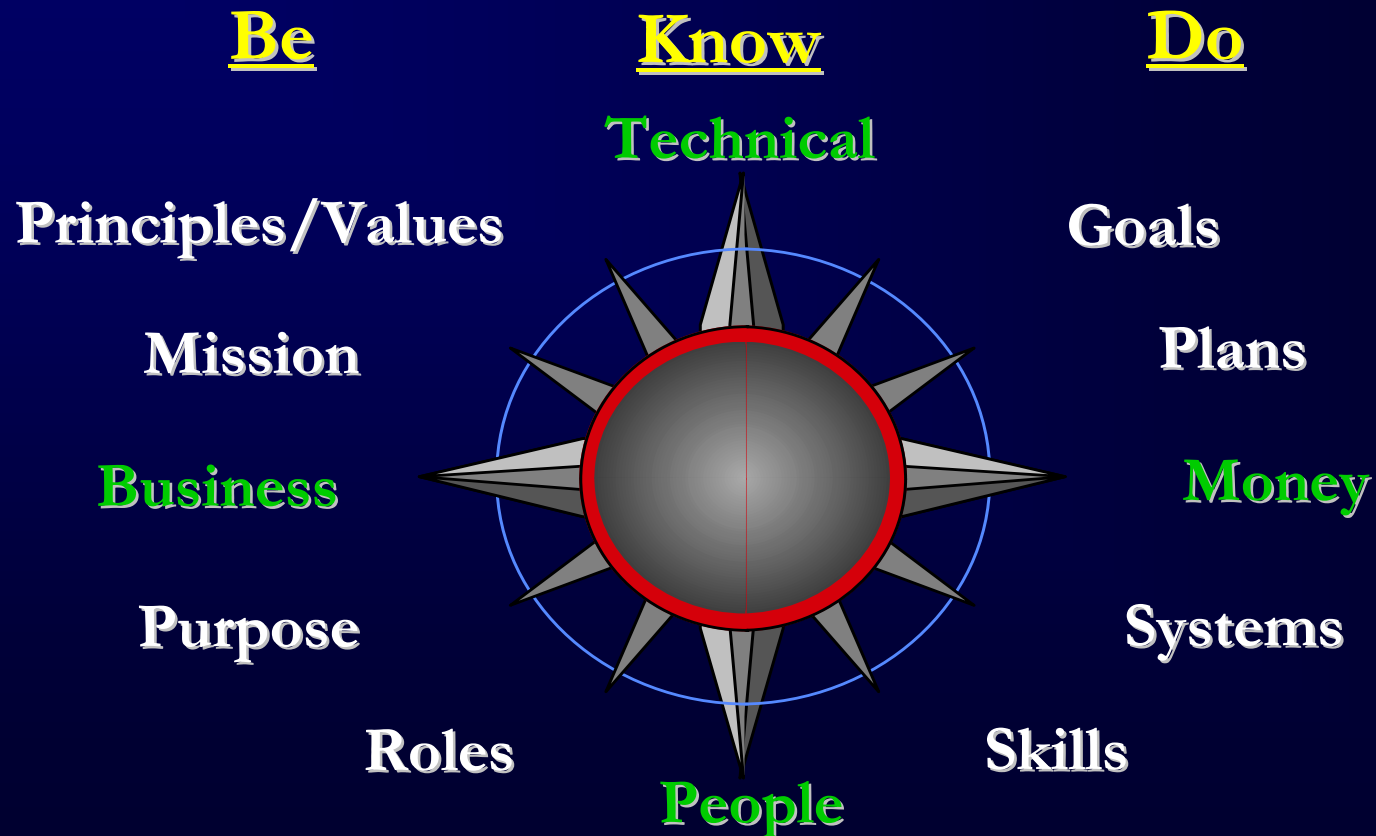 Be
Know
Do
Technical
Principles/Values
Goals
Mission
Plans
Business
Money
Purpose
Systems
Roles
Skills
People